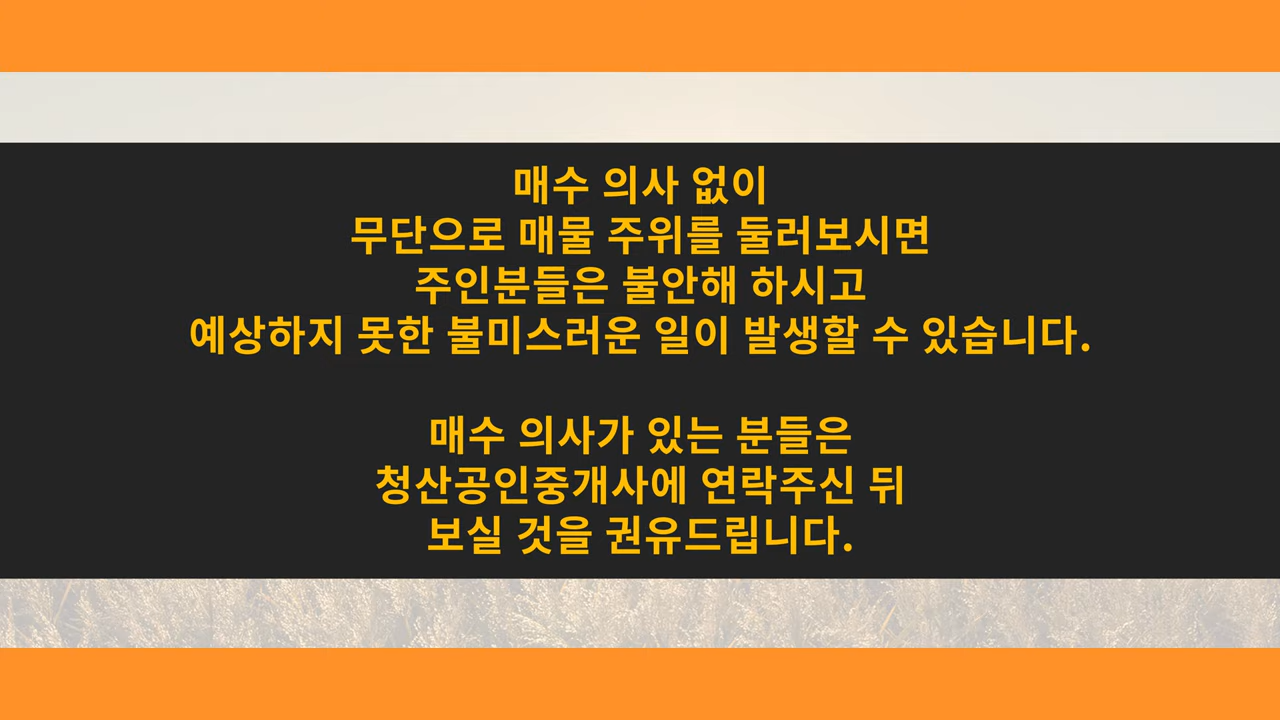 매수 의사 없이
무단으로 매물 주위를 둘러보시면
주인분들은 불안해 하시고
예상하지 못한 불미스러운 일이 발생할 수 있습니다.
매수 의사가 있는 분들은
청산공인중개사에 연락주신 뒤
보실 것을 권유드립니다.